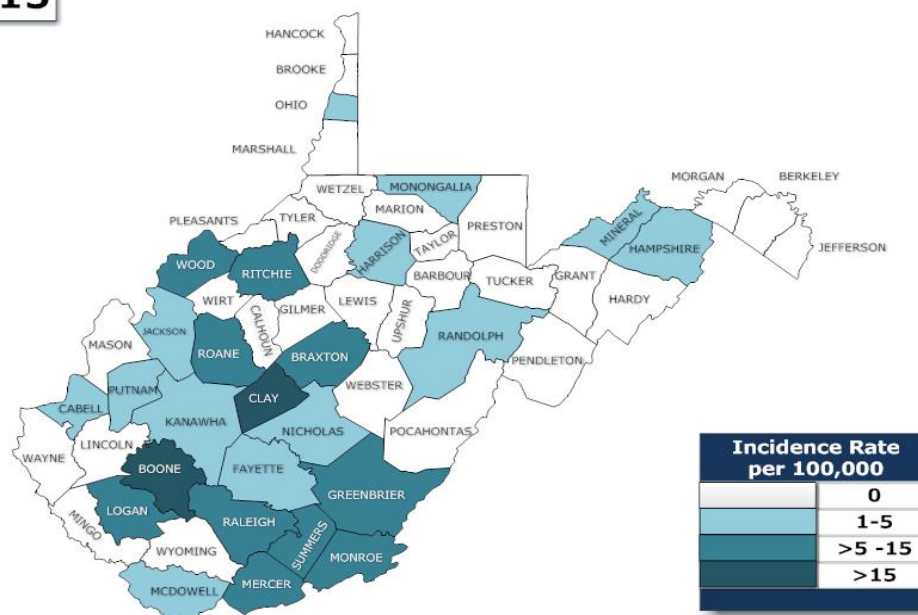 HANCOCK
BROOKE
OHIO
MARSHALL
WETZEL
MONONGALIA
MORGAN
BERKELEY
MARION
PLEASANTS
TYLER
PRESTON
MINERAL
JEFFERSON
DODDRIDGE
HARRISON
TAYLOR
HAMPSHIRE
WOOD
RITCHIE
BARBOUR
TUCKER
GRANT
WIRT
CALHOUN
GILMER
LEWIS
UPSHUR
HARDY
JACKSON
MASON
ROANE
BRAXTON
RANDOLPH
PENDLETON
WEBSTER
PUTNAM
CLAY
CABELL
KANAWHA
NICHOLAS
POCAHONTAS
LINCOLN
WAYNE
BOONE
FAYETTE
GREENBRIER
LOGAN
MINGO
RALEIGH
SUMMERS
WYOMING
MONROE
MERCER
MCDOWELL
Incidence Rate
per 100,000
0
1-5
>5 -15
>15